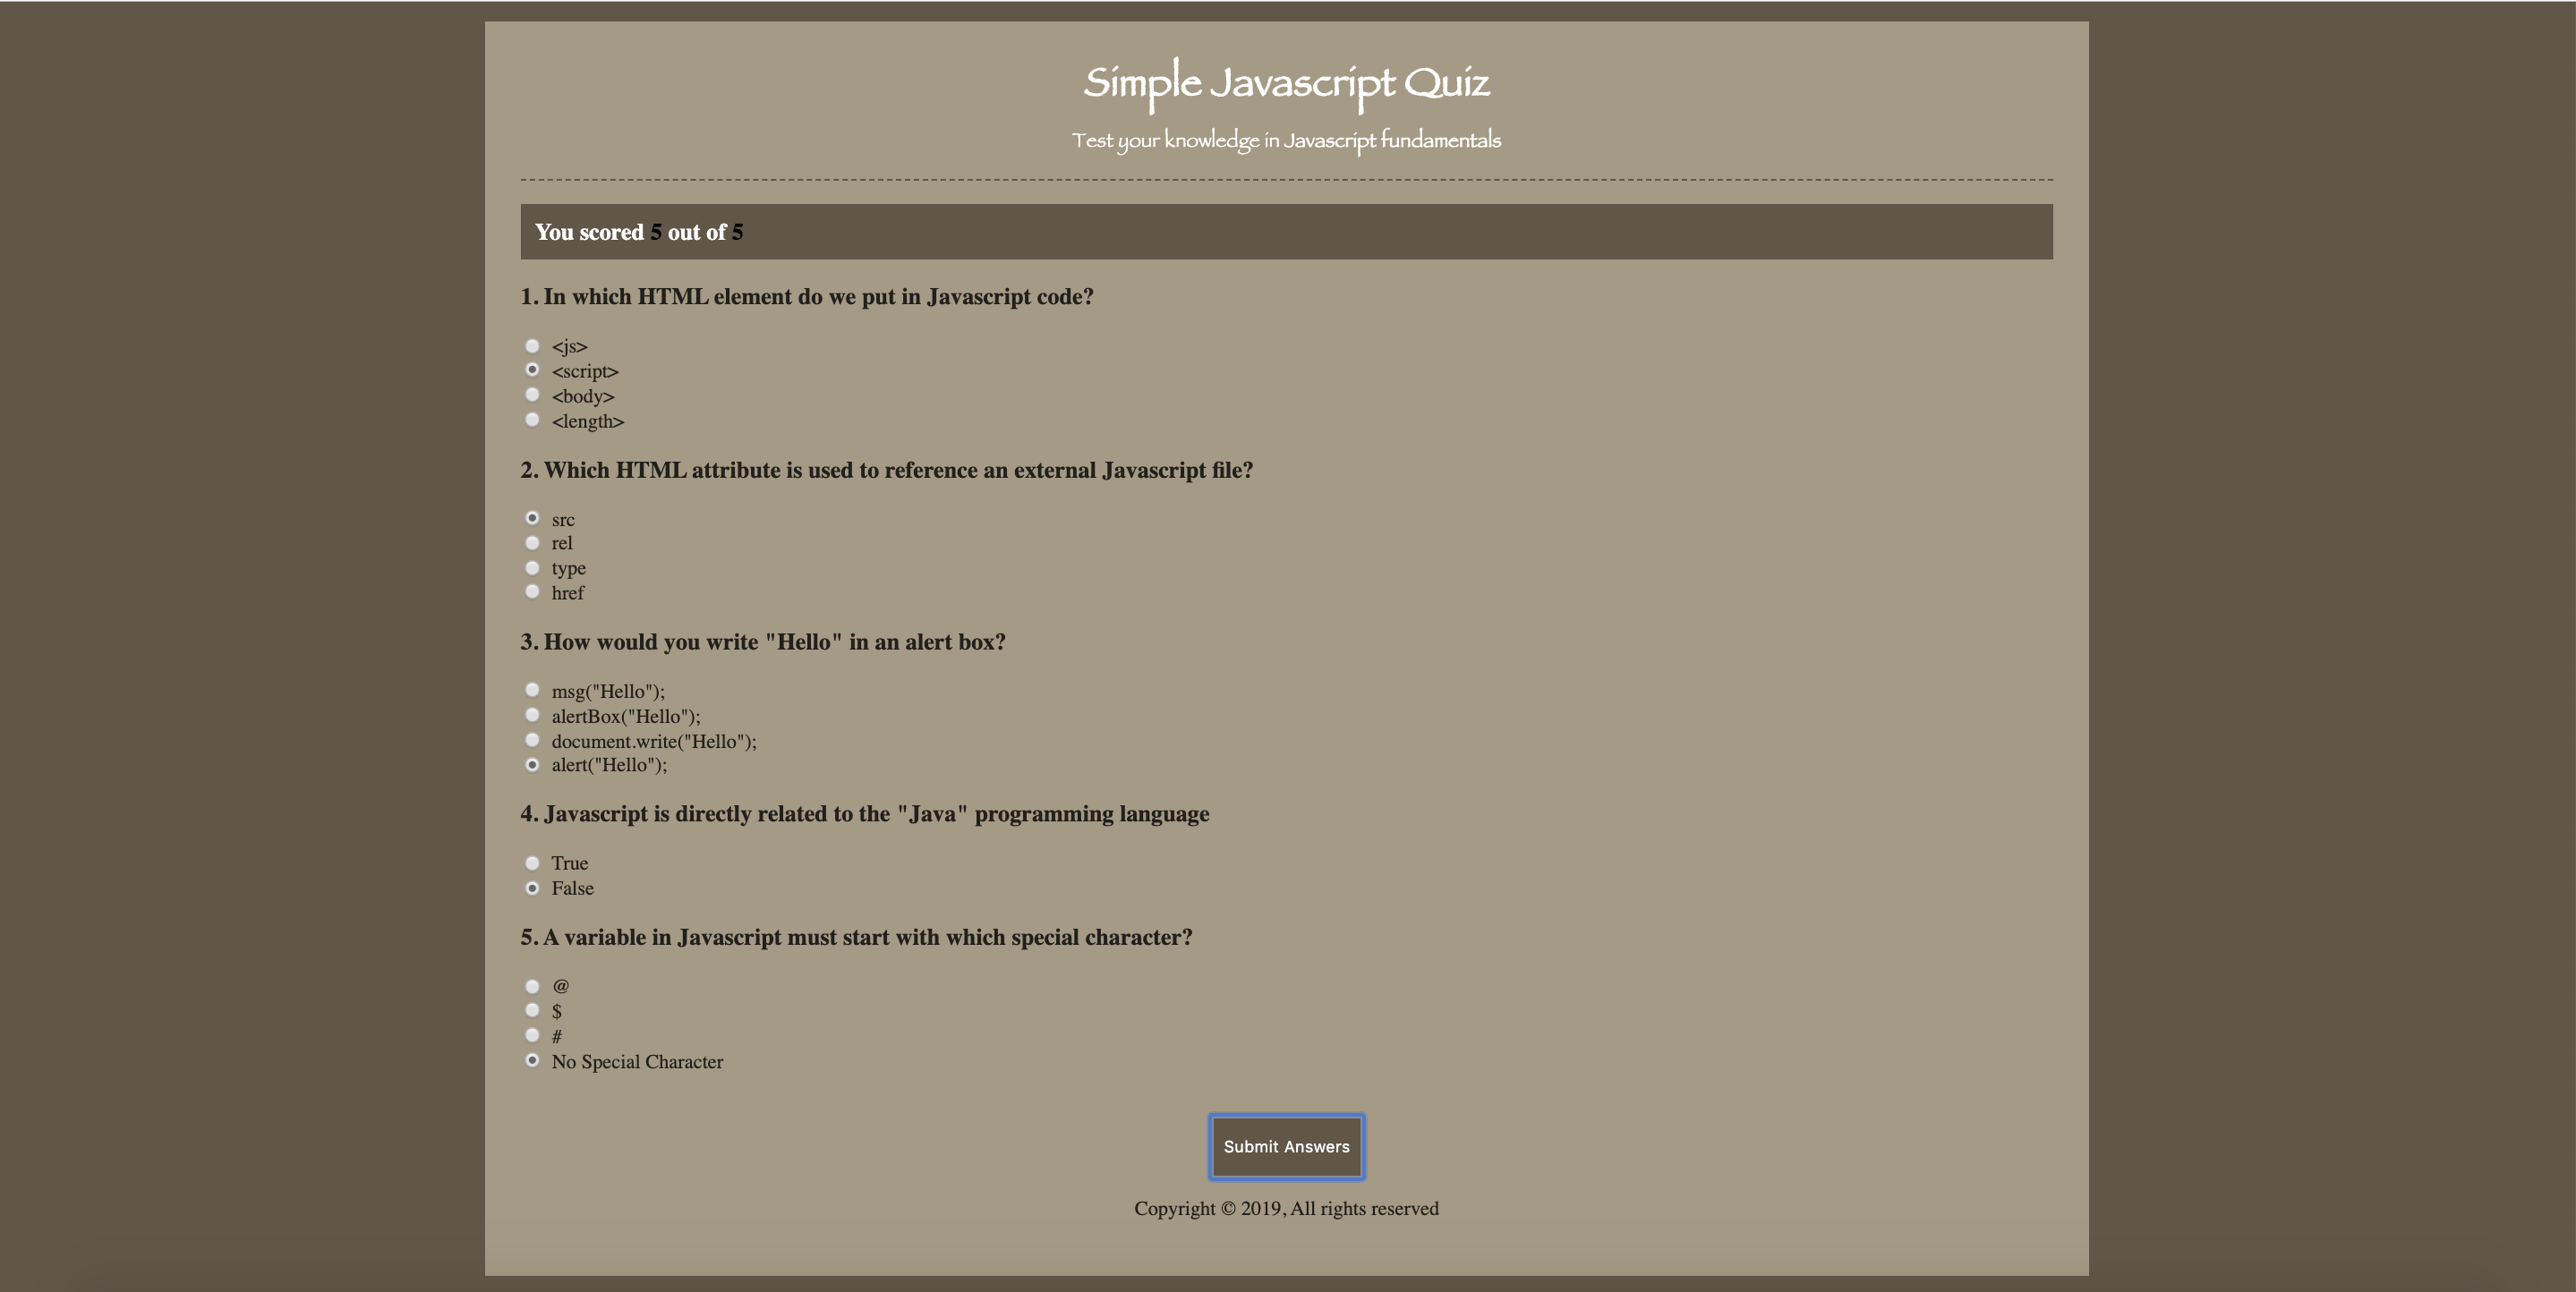 Simple Javascript Quiz
Test your knowledge in Javascript fundamentals
You scored 5 out of 5
1. In which HTML element do we put in Javascript code?
<js>
<script>
<body>
<length>
2. Which HTML attribute is used to reference an external Javascript file?
src
rel
type
href
3. How would you write "Hello" in an alert box?
msg("Hello");
alertBox("Hello");
document.write("Hello");
alert("Hello");
4. Javascript is directly related to the "Java" programming language
True
False
5. A variable in Javascript must start with which special character?
@
$
#
No Special Character
Submit Answers
Copyright © 2019, All rights reserved